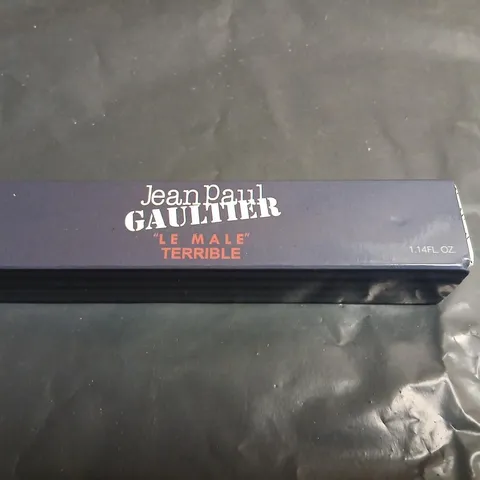 Jean Paul
GAULTIER
"LE MALE"
TERRIBLE
1.14FL. OZ.